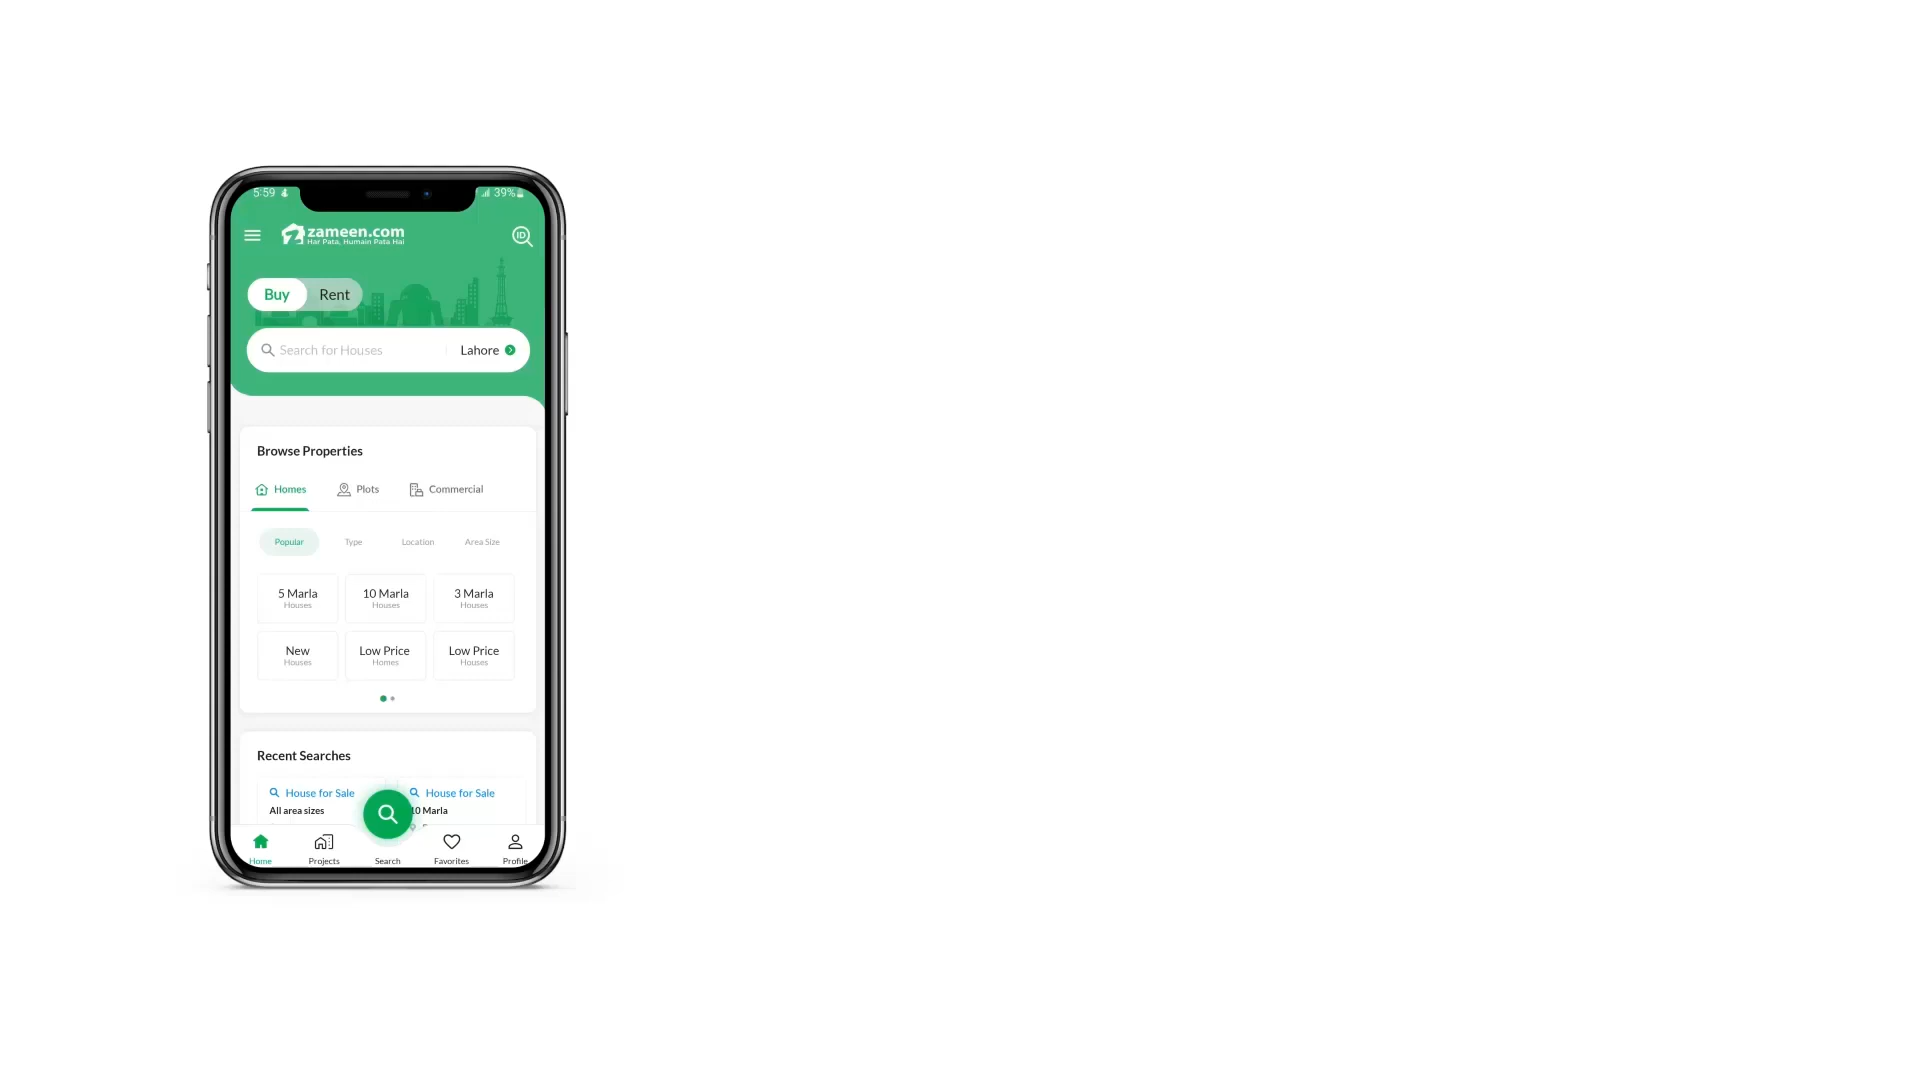 5:59
39%
zameen.com
Har Pata, Humain Pata Hai
ID
Buy Rent
Search for Houses Lahore
Browse Properties
Homes Plots Commercial
Popular Type Location Area Size
5 Marla 10 Marla 3 Marla
Houses Houses Houses
New Low Price Low Price
Houses Homes Houses
Recent Searches
House for Sale House for Sale
All area sizes 10 Marla
Home Projects Search Favorites Profile